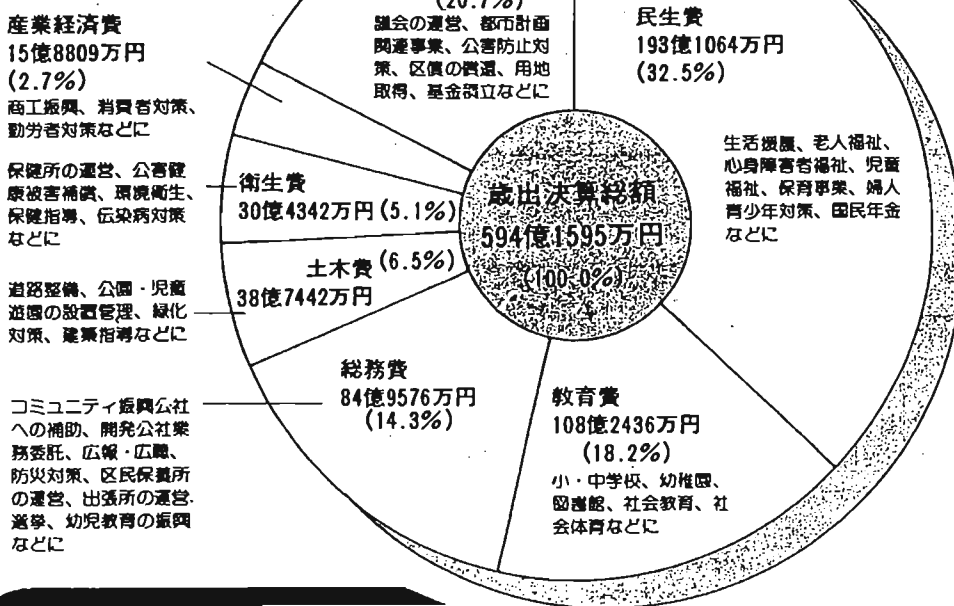 産業経済費
15億8809万円
(2.7%)
商工振興、消費者対策、
勤労者対策などに
(20.7%)
議会の運営、都市計画
関連事業、公害防止対
策、区債の償還、用地
取得、基金設立などに
民生費
193億1064万円
(32.5%)
生活援護、老人福祉、
心身障害者福祉、児童
福祉、保育事業、婦人
青少年対策、国民年金
などに
保健所の運営、公害健
康被害補償、環境衛生、
保健指導、伝染病対策
などに
衛生費
30億4342万円(5.1%)
歳出決算総額
594億1595万円
(100.0%)
道路整備、公園・児童
遊園の設置管理、緑化
対策、建築指導などに
土木費(6.5%)
38億7442万円
コミュニティ振興公社
への補助、開発公社業
務委託、広報・広聴、
防災対策、区民保養所
の運営、出張所の運営、
選挙、幼児教育の振興
などに
総務費
84億9576万円
(14.3%)
教育費
108億2436万円
(18.2%)
小・中学校、幼稚園、
図書館、社会教育、社
会体育などに